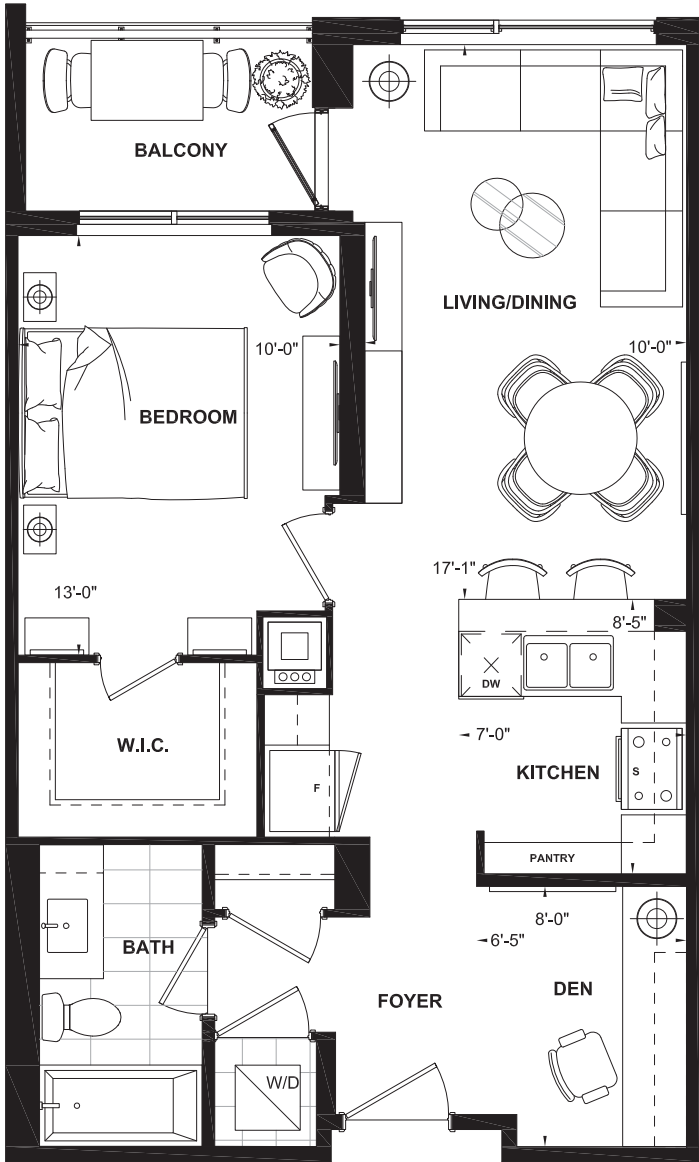 BALCONY
LIVING/DINING
10'-0"
10'-0"
BEDROOM
17'-1"
13'-0"
8'-5"
DW
W.I.C.
7'-0"
KITCHEN
S
F
PANTRY
8'-0"
6'-5"
BATH
DEN
FOYER
W/D